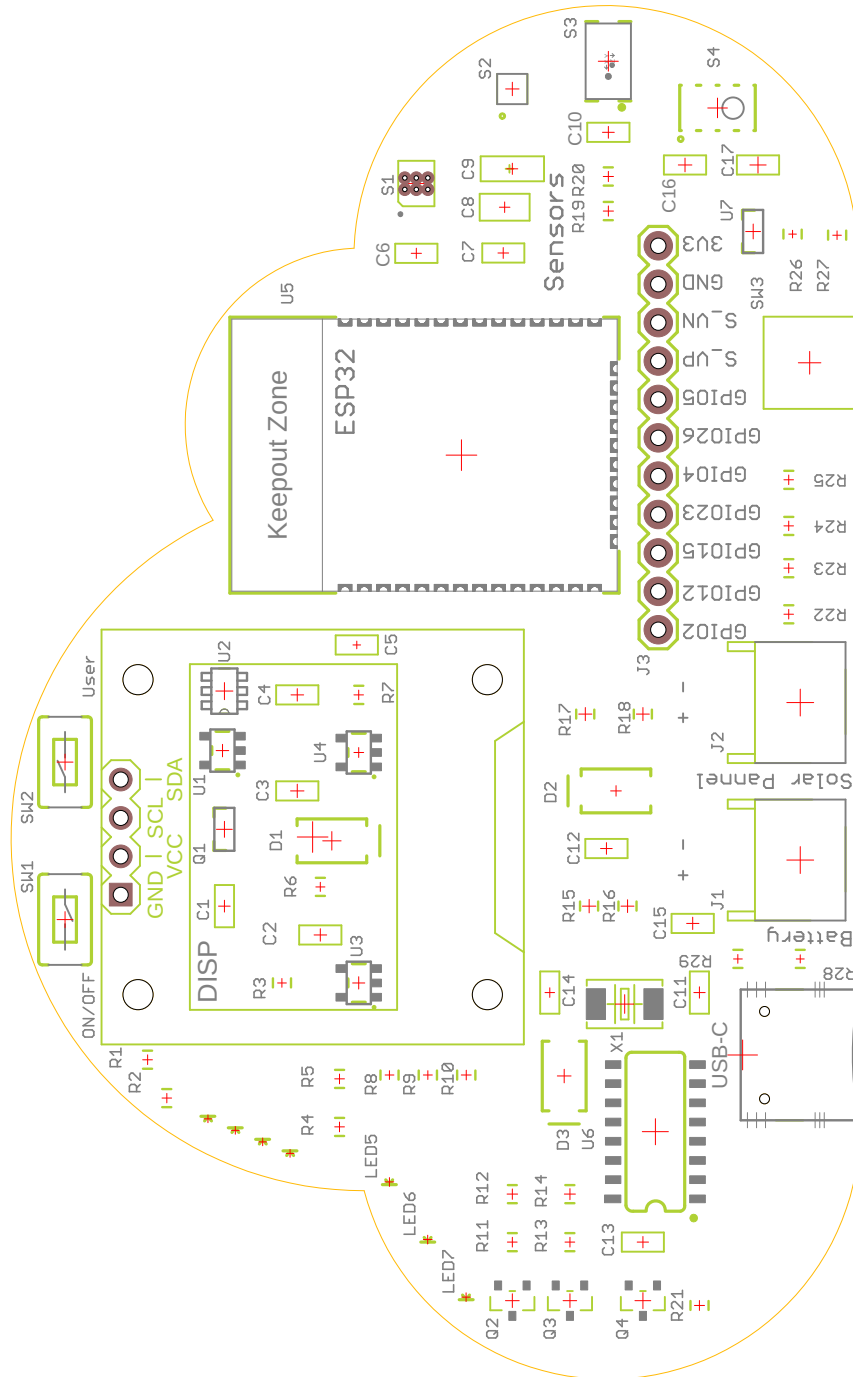 S3
S4
S2
C10
S1
C9
R20
C16
C17
C8
R19
U7
C6
C7
Sensors
3V3
R26
R27
GND
SW3
U5
S_VN
ESP32
S_VP
Keepout Zone
GPIO5
GPIO26
GPIO4
R25
GPIO23
R24
GPIO15
R23
GPIO12
R22
GPIO2
J3
User
U2
C5
C4
R7
R17
R18
+ -
J2
SW2
U1
U4
SDA
SCL
Solar Pannel
C3
D2
VCC
GND
Q1
D1
C12
+ -
SW1
R6
C1
R15
R16
J1
C15
C2
U3
Battery
DISP
R3
R29
R28
ON/OFF
C14
C11
X1
USB-C
R1
R2
R5
R8
R9
R10
D3
U6
R4
LED5
R12
R14
LED6
R11
R13
C13
LED7
Q2
Q3
Q4
R21